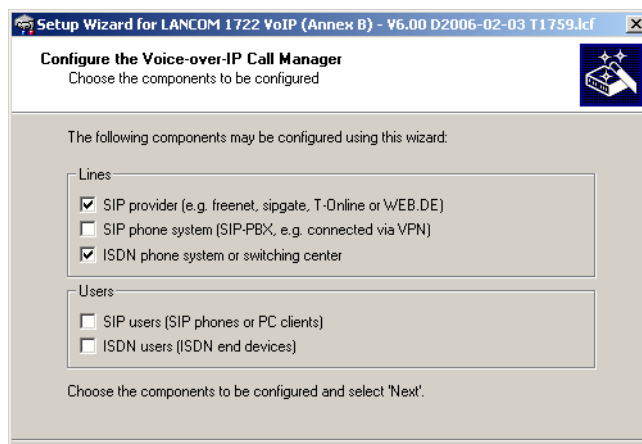 Setup Wizard for LANCOM 1722 VoIP (Annex B) - V6.00 D2006-02-03 T1759.lcf
Configure the Voice-over-IP Call Manager
Choose the components to be configured
The following components may be configured using this wizard:
Lines
SIP provider (e.g. freenet, sipgate, T-Online or WEB.DE)
SIP phone system (SIP-PBX, e.g. connected via VPN)
ISDN phone system or switching center
Users
SIP users (SIP phones or PC clients)
ISDN users (ISDN end devices)
Choose the components to be configured and select 'Next'.